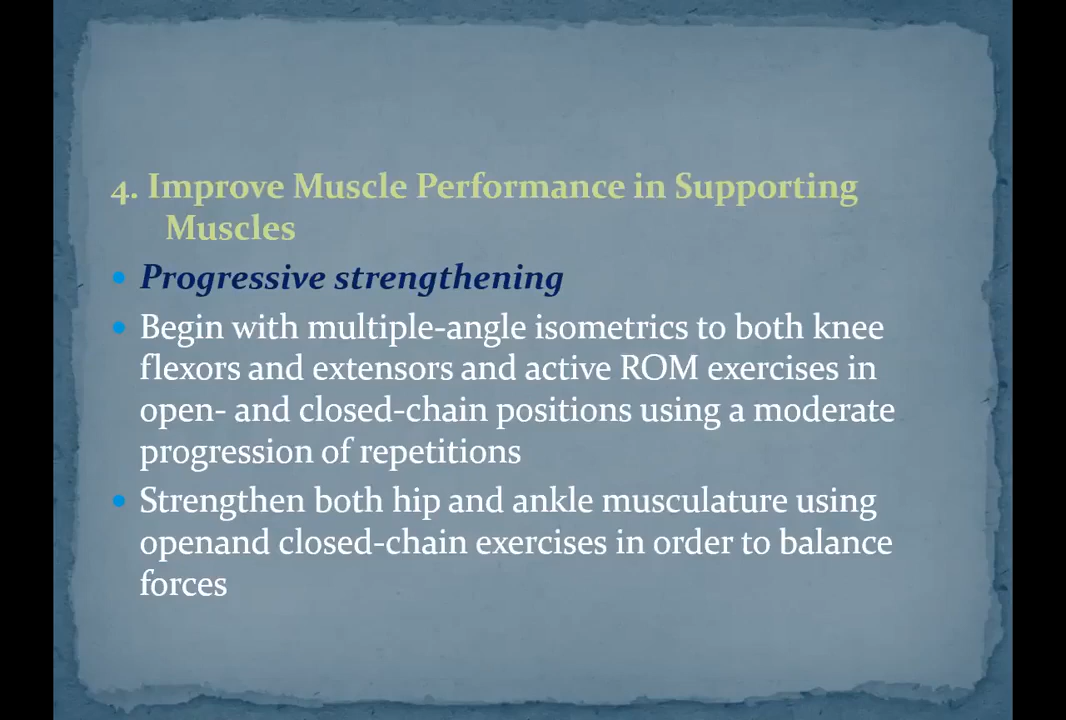 4. Improve Muscle Performance in Supporting
Muscles
Progressive strengthening
Begin with multiple-angle isometrics to both knee
flexors and extensors and active ROM exercises in
open- and closed-chain positions using a moderate
progression of repetitions
Strengthen both hip and ankle musculature using
openand closed-chain exercises in order to balance
forces